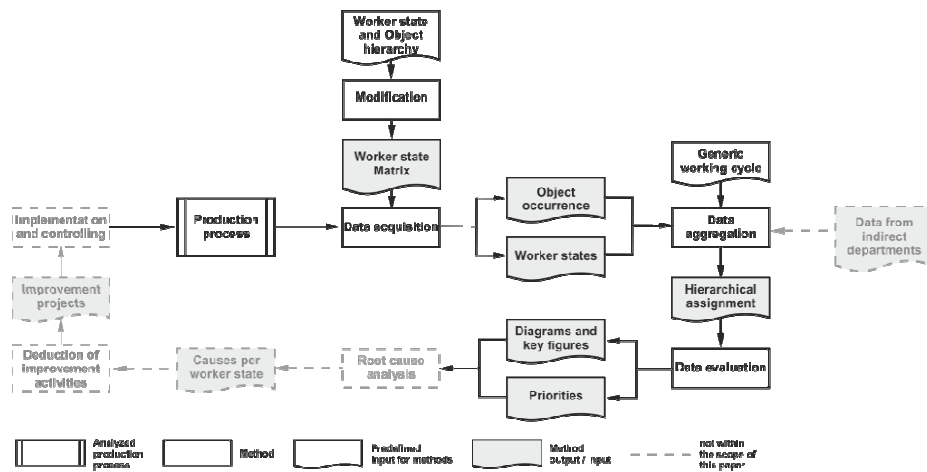 Worker state
and Object
hierarchy
Modification
Worker state
Matrix
Generic
working cycle
Object
occurrence
Implementation
and controlling
Production
process
Data acquisition
Data
aggregation
Data from
indirect
departments
Worker states
Improvement
projects
Hierarchical
assignment
Diagrams and
key figures
Deduction of
improvement
activities
Causes per
worker state
Root cause
analysis
Data evaluation
Priorities
Analyzed
production
process
Method
Predefined
input for methods
Method
output / input
not within
the scope of
this paper